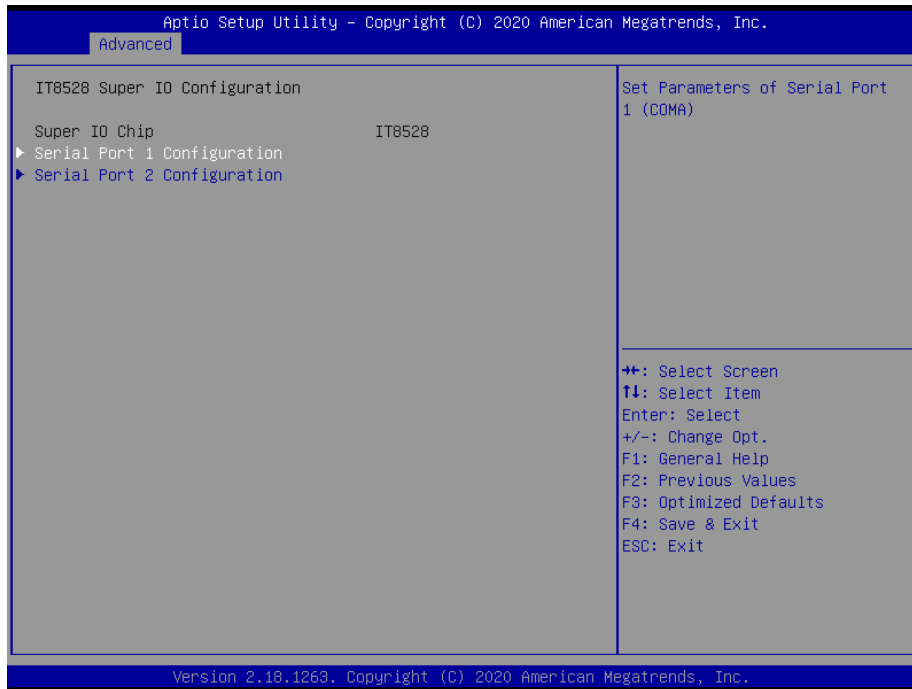 Aptio Setup Utility – Copyright (C) 2020 American Megatrends, Inc.
Advanced
IT8528 Super IO Configuration
Super IO Chip IT8528
▶ Serial Port 1 Configuration
▶ Serial Port 2 Configuration
Set Parameters of Serial Port
1 (COMA)
→←: Select Screen
↑↓: Select Item
Enter: Select
+/-: Change Opt.
F1: General Help
F2: Previous Values
F3: Optimized Defaults
F4: Save & Exit
ESC: Exit
Version 2.18.1263. Copyright (C) 2020 American Megatrends, Inc.